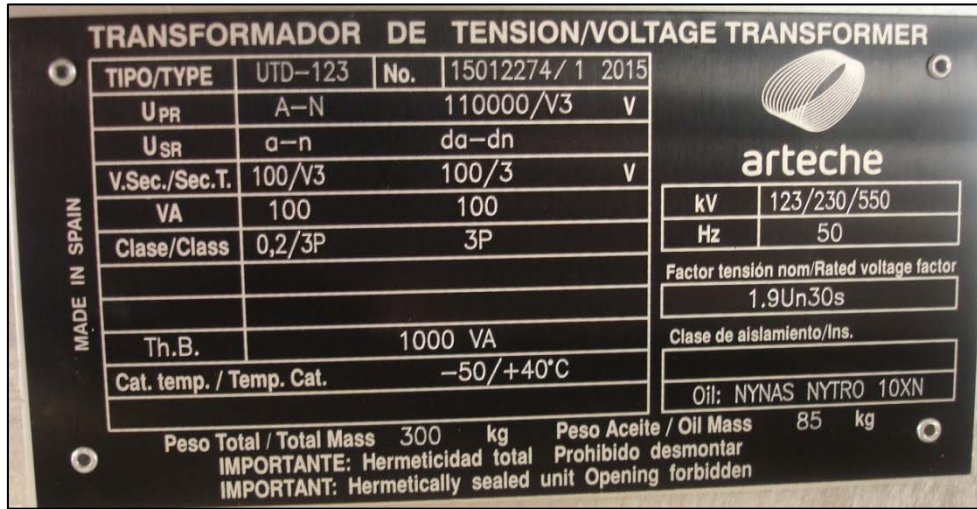 TRANSFORMADOR DE TENSION/VOLTAGE TRANSFORMER
TIPO/TYPE UTD-123 No. 15012274/1 2015
UPR A-N 110000/V3 V
USR a-n da-dn
V.Sec./Sec.T. 100/V3 100/3 V
VA 100 100
Clase/Class 0,2/3P 3P
Th.B. 1000 VA
Cat. temp. / Temp. Cat. -50/+40°C
MADE IN SPAIN
arteche
kV 123/230/550
Hz 50
Factor tensión nom/Rated voltage factor
1.9Un30s
Clase de aislamiento/Ins.
Oil: NYNAS NYTRO 10XN
Peso Total / Total Mass 300 kg Peso Aceite / Oil Mass 85 kg
IMPORTANTE: Hermeticidad total Prohibido desmontar
IMPORTANT: Hermetically sealed unit Opening forbidden